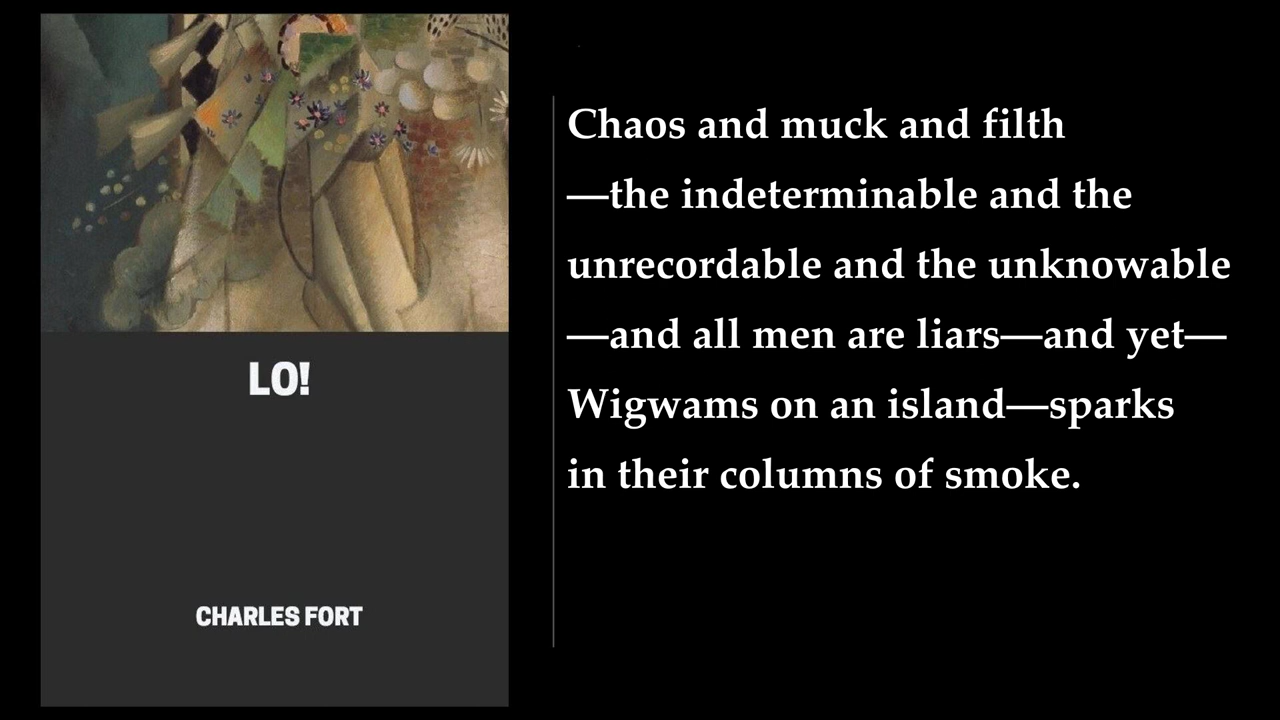 LO!
CHARLES FORT
Chaos and muck and filth
—the indeterminable and the
unrecordable and the unknowable
—and all men are liars—and yet—
Wigwams on an island—sparks
in their columns of smoke.